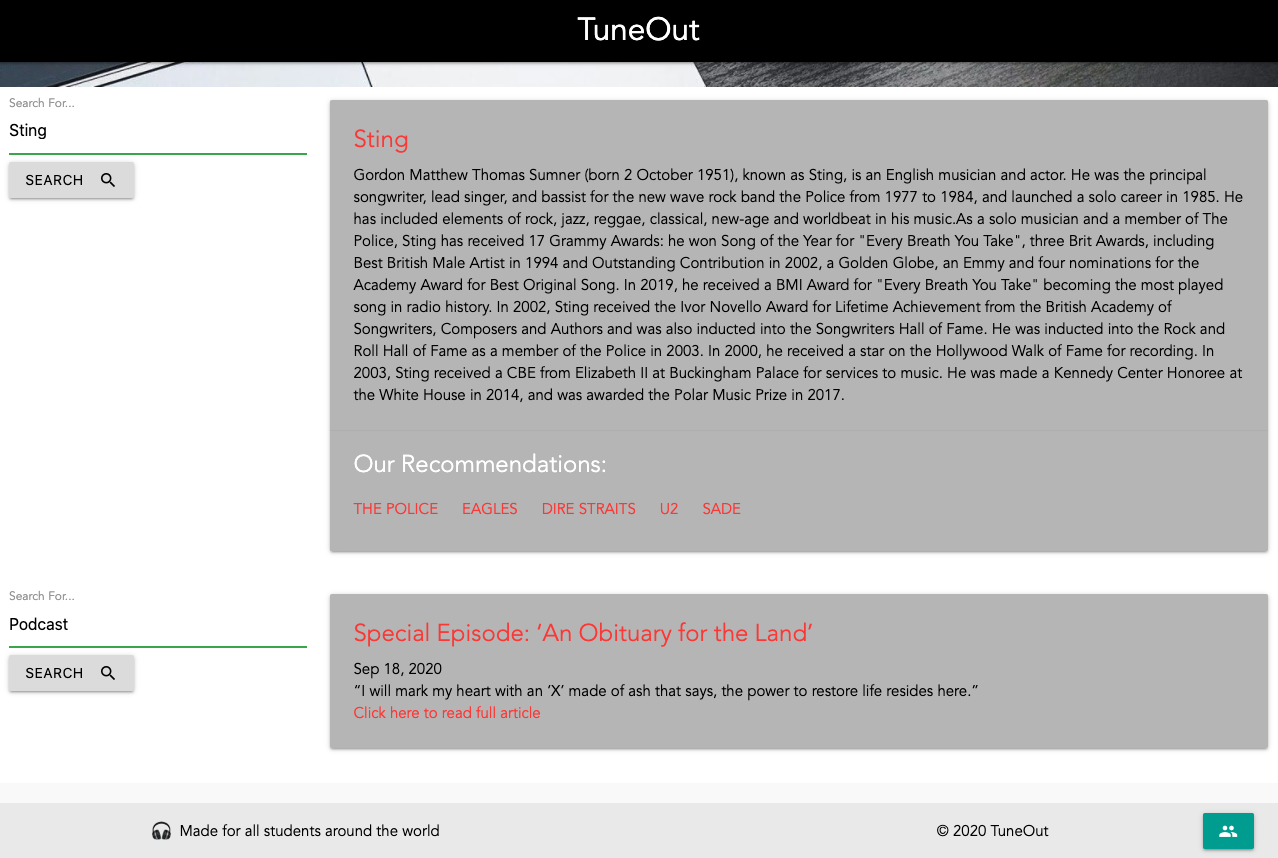 TuneOut
Search For...
Sting
SEARCH
Sting
Gordon Matthew Thomas Sumner (born 2 October 1951), known as Sting, is an English musician and actor. He was the principal
songwriter, lead singer, and bassist for the new wave rock band the Police from 1977 to 1984, and launched a solo career in 1985. He
has included elements of rock, jazz, reggae, classical, new-age and worldbeat in his music.As a solo musician and a member of The
Police, Sting has received 17 Grammy Awards: he won Song of the Year for "Every Breath You Take", three Brit Awards, including
Best British Male Artist in 1994 and Outstanding Contribution in 2002, a Golden Globe, an Emmy and four nominations for the
Academy Award for Best Original Song. In 2019, he received a BMI Award for "Every Breath You Take" becoming the most played
song in radio history. In 2002, Sting received the Ivor Novello Award for Lifetime Achievement from the British Academy of
Songwriters, Composers and Authors and was also inducted into the Songwriters Hall of Fame. He was inducted into the Rock and
Roll Hall of Fame as a member of the Police in 2003. In 2000, he received a star on the Hollywood Walk of Fame for recording. In
2003, Sting received a CBE from Elizabeth II at Buckingham Palace for services to music. He was made a Kennedy Center Honoree at
the White House in 2014, and was awarded the Polar Music Prize in 2017.
Our Recommendations:
THE POLICE EAGLES DIRE STRAITS U2 SADE
Search For...
Podcast
SEARCH
Special Episode: ‘An Obituary for the Land’
Sep 18, 2020
“I will mark my heart with an ‘X’ made of ash that says, the power to restore life resides here.”
Click here to read full article
Made for all students around the world
© 2020 TuneOut